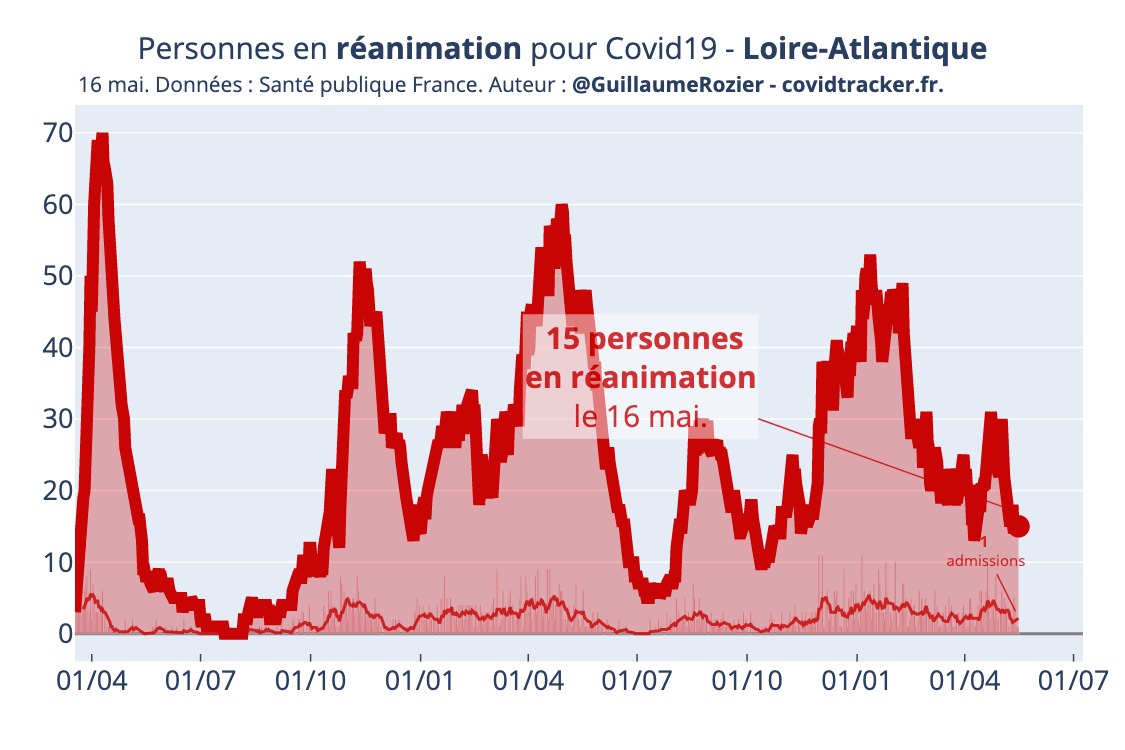 Personnes en réanimation pour Covid19 - Loire-Atlantique
16 mai. Données : Santé publique France. Auteur : @GuillaumeRozier - covidtracker.fr.
70
60
50
40
30
20
10
0
15 personnes
en réanimation
le 16 mai.
1
admissions
01/04 01/07 01/10 01/01 01/04 01/07 01/10 01/01 01/04 01/07